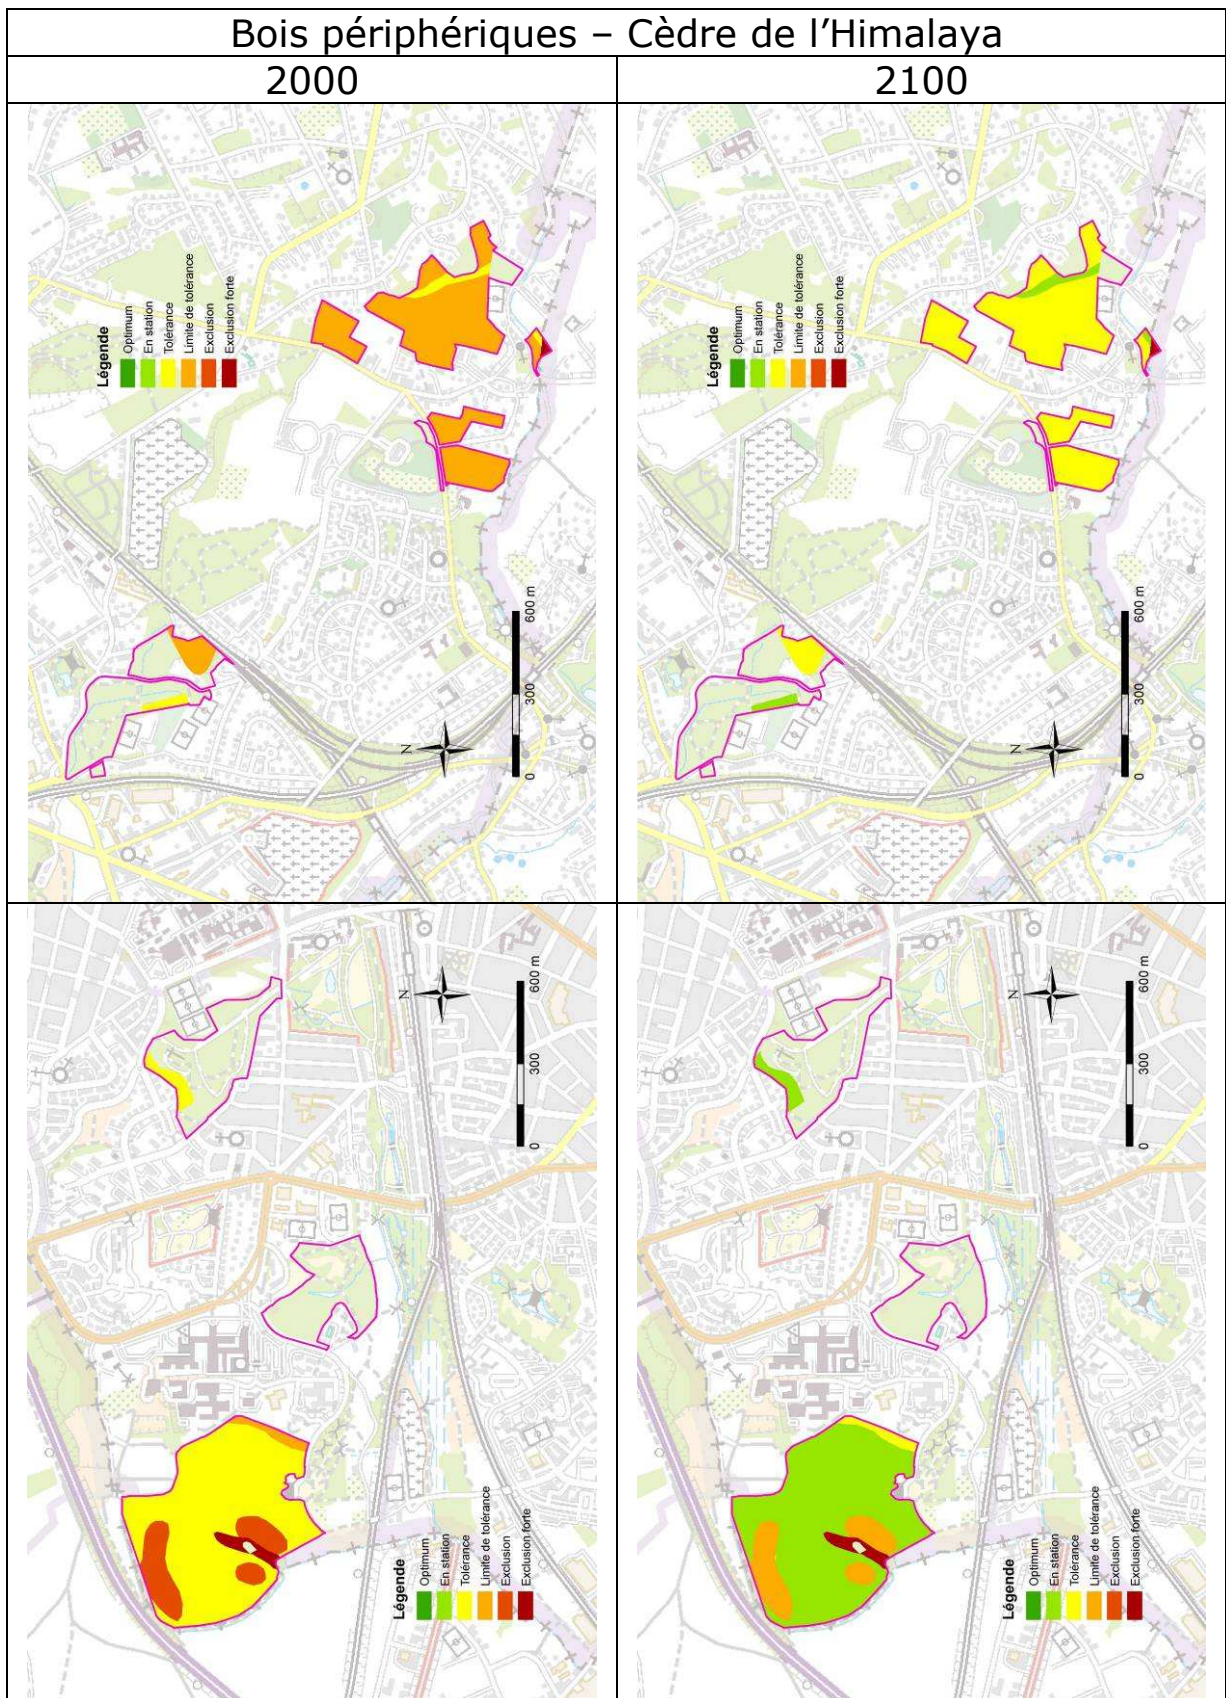 Bois périphériques – Cèdre de l’Himalaya
2000
2100
Légende
Optimum
En station
Tolérance
Limite de tolérance
Exclusion
Exclusion forte
N
0
300
600 m
Légende
Optimum
En station
Tolérance
Limite de tolérance
Exclusion
Exclusion forte
N
0
300
600 m
N
0
300
600 m
Légende
Optimum
En station
Tolérance
Limite de tolérance
Exclusion
Exclusion forte
N
0
300
600 m
Légende
Optimum
En station
Tolérance
Limite de tolérance
Exclusion
Exclusion forte